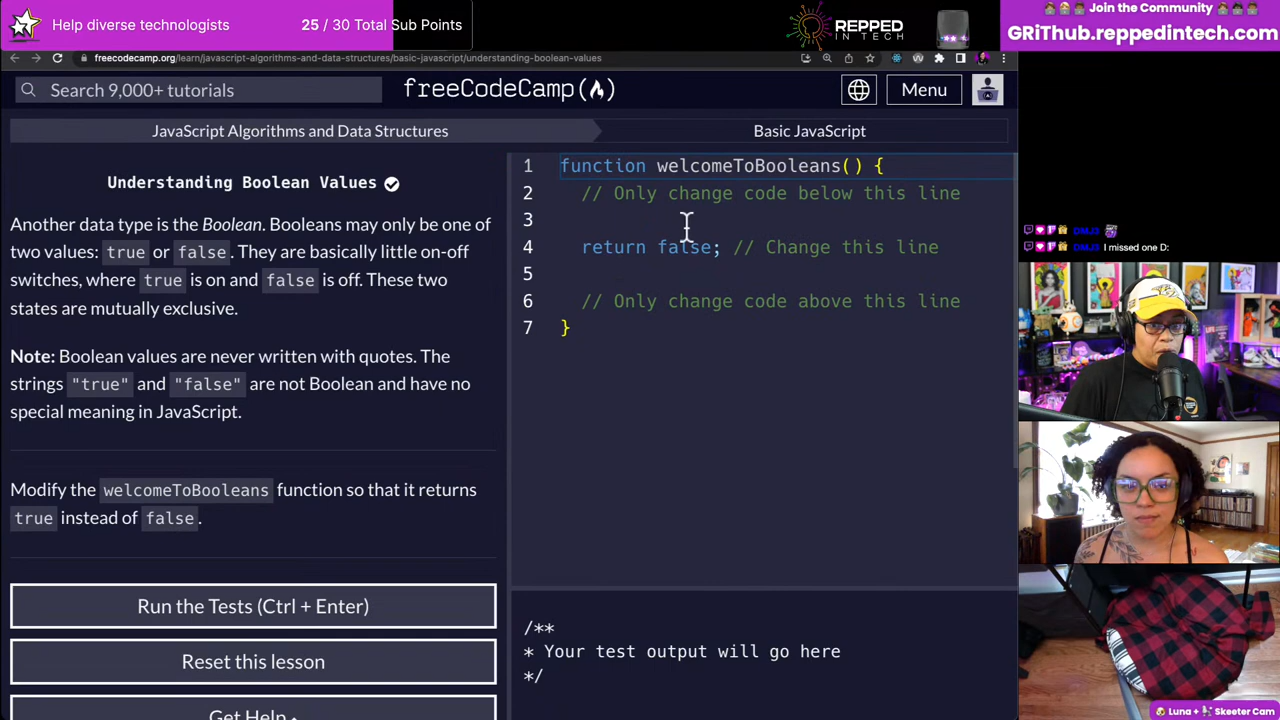 Help diverse technologists
25 / 30 Total Sub Points
REPPED
IN TECH
Join the Community
GRIThub.reppedintech.com
freecodecamp.org/learn/javascript-algorithms-and-data-structures/basic-javascript/understanding-boolean-values
Search 9,000+ tutorials
freeCodeCamp
Menu
JavaScript Algorithms and Data Structures
Basic JavaScript
Understanding Boolean Values
Another data type is the Boolean. Booleans may only be one of
two values: true or false. They are basically little on-off
switches, where true is on and false is off. These two
states are mutually exclusive.
Note: Boolean values are never written with quotes. The
strings "true" and "false" are not Boolean and have no
special meaning in JavaScript.
Modify the welcomeToBooleans function so that it returns
true instead of false.
Run the Tests (Ctrl + Enter)
Reset this lesson
Get Help
1 function welcomeToBooleans() {
2 // Only change code below this line
3
4 return false; // Change this line
5
6 // Only change code above this line
7 }
/**
* Your test output will go here
*/
I missed one D:
Luna + Skeeter Cam